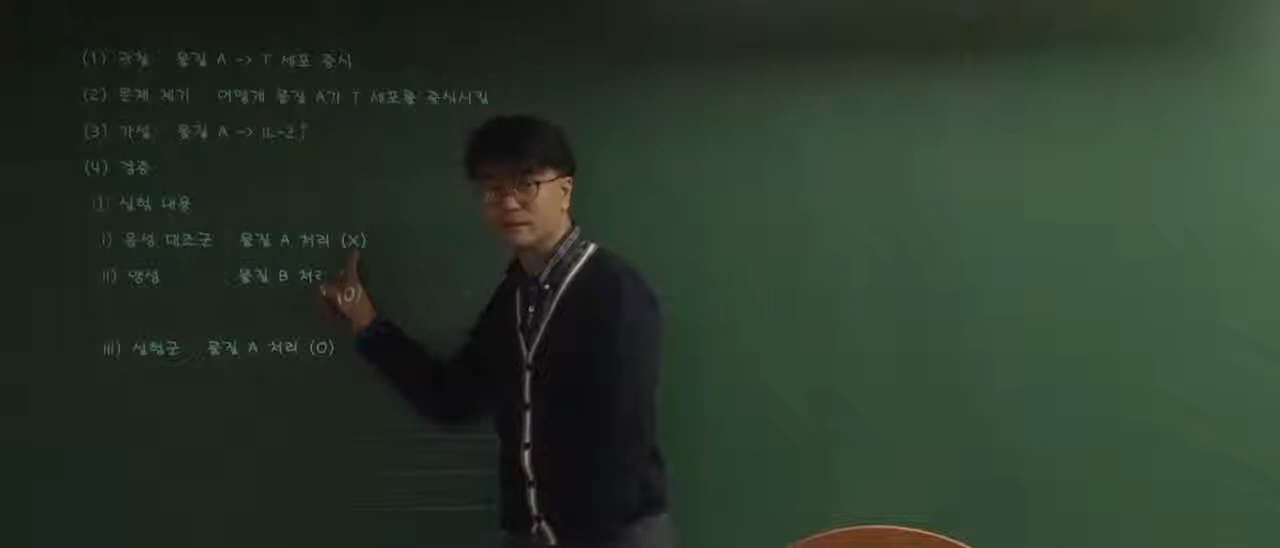 (1) 관찰 물질 A -> T 세포 증식
(2) 문제 제기 어떻게 물질 A가 T 세포를 증식시킬
(3) 가설 물질 A -> IL-2↑
(4) 검증
① 실험 내용
i) 음성 대조군 물질 A 처리 (X)
ii) 양성 물질 B 처리 (O)
iii) 실험군 물질 A 처리 (O)